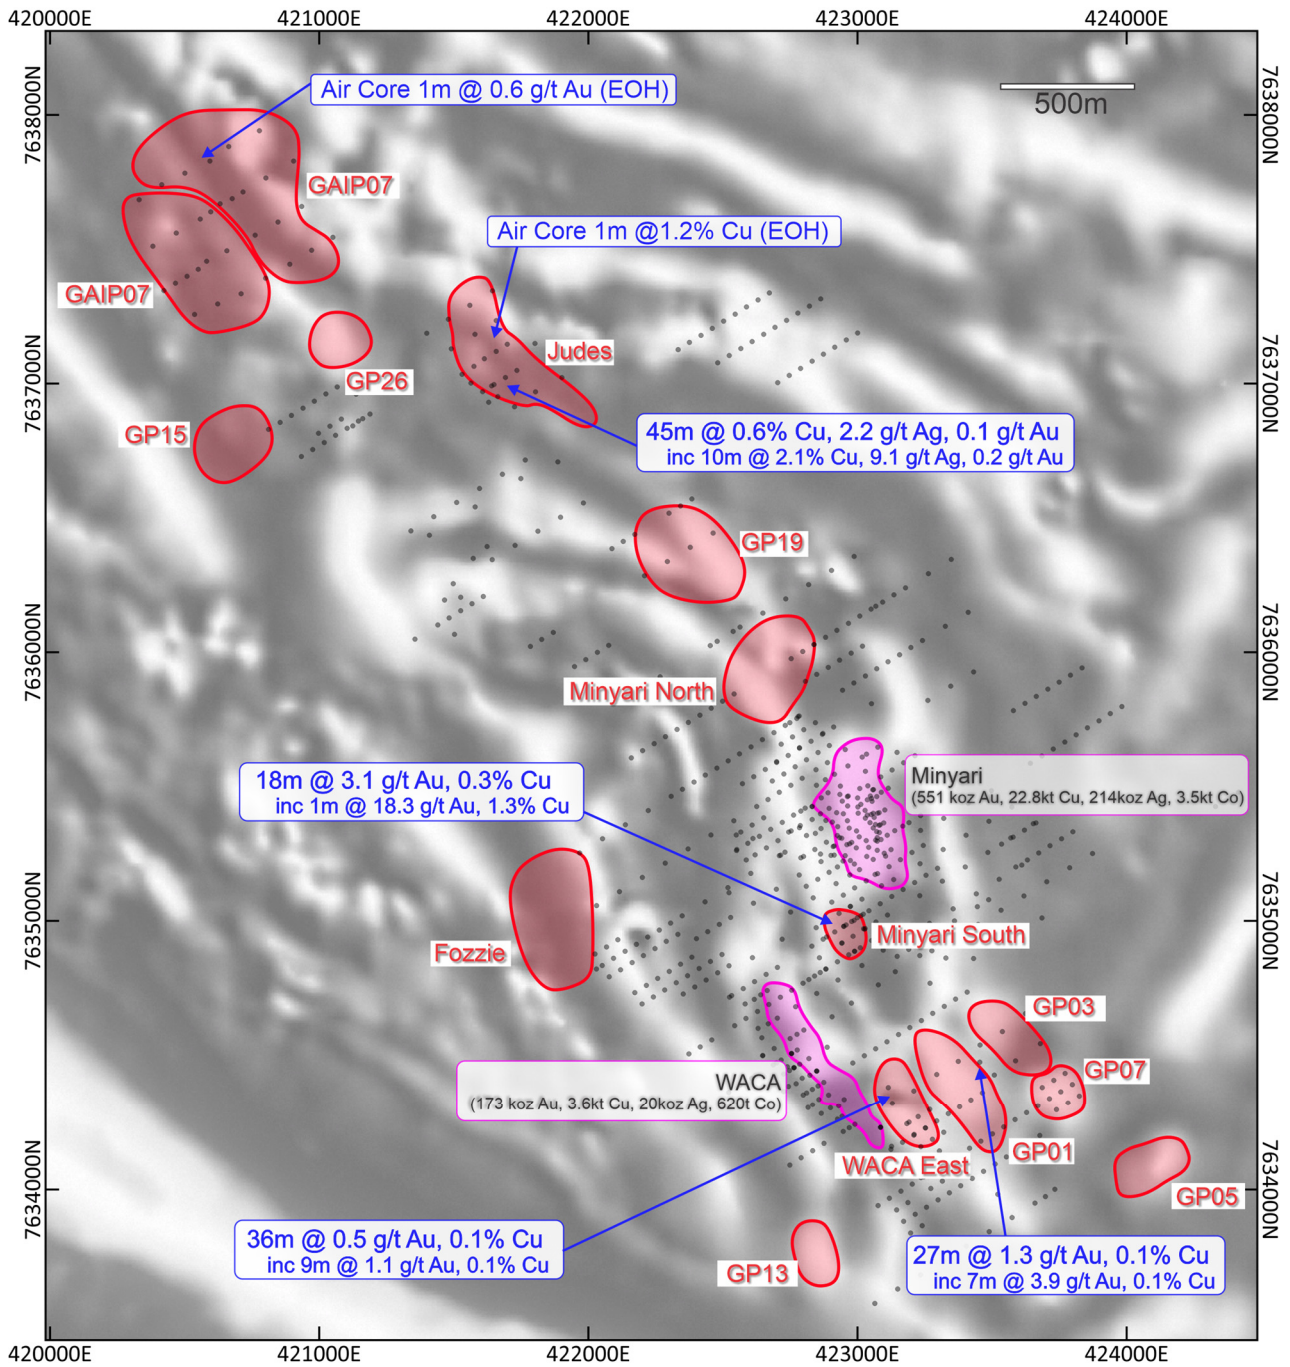 420000E
421000E
422000E
423000E
424000E
7638000N
7638000N
500m
Air Core 1m @ 0.6 g/t Au (EOH)
GAIP07
Air Core 1m @1.2% Cu (EOH)
GAIP07
Judes
GP26
7637000N
7637000N
GP15
45m @ 0.6% Cu, 2.2 g/t Ag, 0.1 g/t Au
inc 10m @ 2.1% Cu, 9.1 g/t Ag, 0.2 g/t Au
GP19
7636000N
7636000N
Minyari North
Minyari
(551 koz Au, 22.8kt Cu, 214koz Ag, 3.5kt Co)
18m @ 3.1 g/t Au, 0.3% Cu
inc 1m @ 18.3 g/t Au, 1.3% Cu
7635000N
7635000N
Minyari South
Fozzie
GP03
GP07
WACA
(173 koz Au, 3.6kt Cu, 20koz Ag, 620t Co)
GP01
WACA East
7634000N
7634000N
GP05
36m @ 0.5 g/t Au, 0.1% Cu
inc 9m @ 1.1 g/t Au, 0.1% Cu
GP13
27m @ 1.3 g/t Au, 0.1% Cu
inc 7m @ 3.9 g/t Au, 0.1% Cu
420000E
421000E
422000E
423000E
424000E